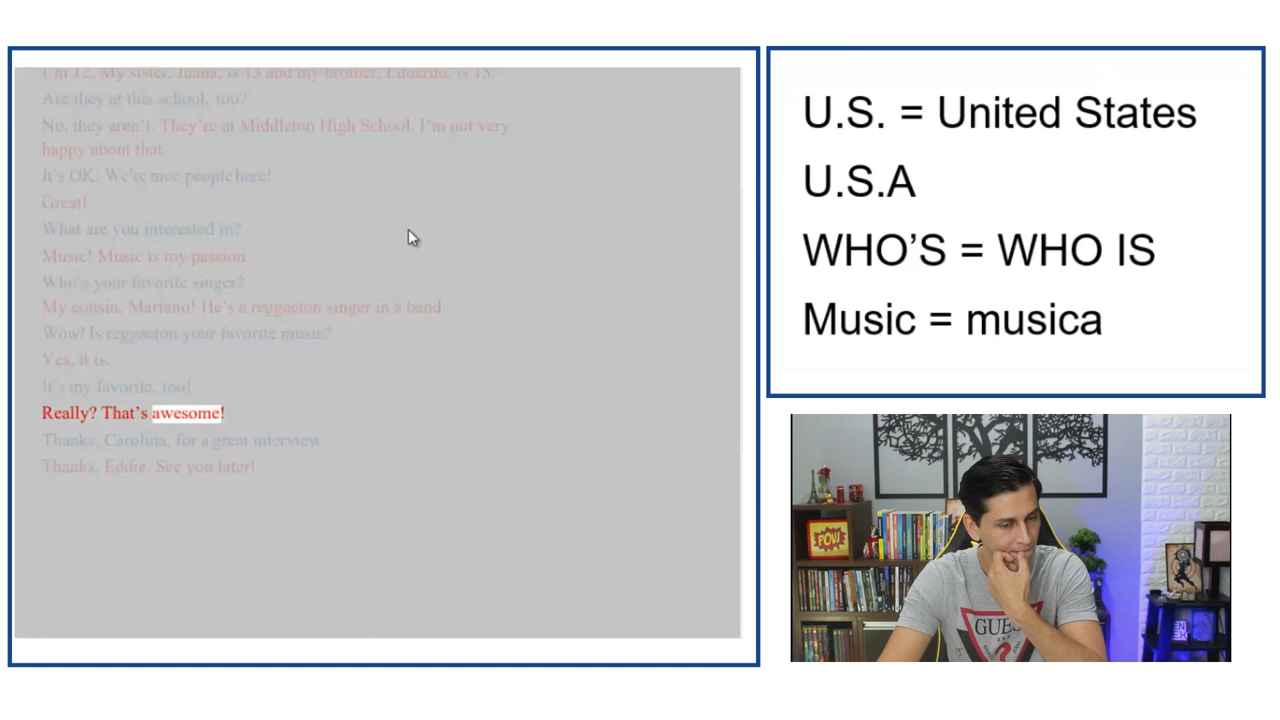 I'm 12. My sister, Juana, is 13 and my brother, Eduardo, is 15.
Are they at this school, too?
No, they aren't. They're at Middleton High School. I'm not very
happy about that.
It's OK. We're nice people here!
Great!
What are you interested in?
Music! Music is my passion.
Who's your favorite singer?
My cousin, Mariano! He's a reggaeton singer in a band.
Wow! Is reggaeton your favorite music?
Yes, it is.
It's my favorite, too!
Really? That's awesome!
Thanks, Carolina, for a great interview.
Thanks, Eddie. See you later!
U.S. = United States
U.S.A
WHO'S = WHO IS
Music = musica
POW
GUESS